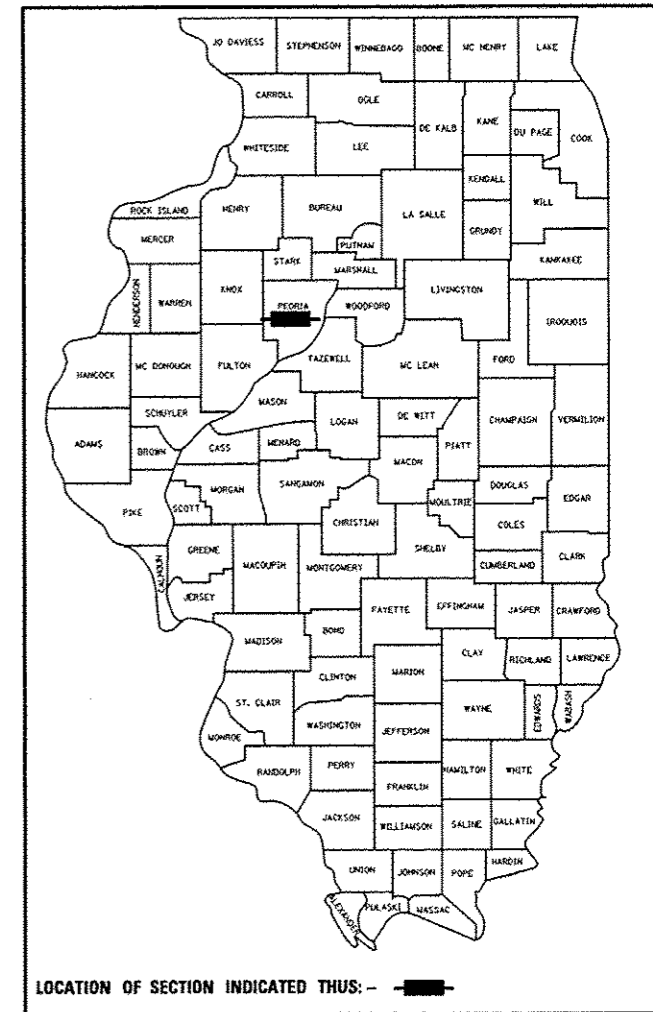 JO DAVIESS STEPHENSON WINNEBAGO BOONE MC HENRY LAKE
CARROLL OGLE DE KALB KANE DU PAGE COOK
WHITESIDE LEE KENDALL WILL
ROCK ISLAND HENRY BUREAU LA SALLE GRUNDY
MERCER PUTNAM KANKAKEE
STARK MARSHALL
HENDERSON WARREN KNOX PEORIA WOODFORD LIVINGSTON IROQUOIS
HANCOCK MC DONOUGH FULTON TAZEWELL MC LEAN FORD
MASON
SCHUYLER LOGAN DE WITT CHAMPAIGN VERMILION
ADAMS BROWN CASS MENARD PIATT
MACON
MORGAN SANGAMON DOUGLAS EDGAR
PIKE SCOTT CHRISTIAN MOULTRIE COLES
GREENE SHELBY
CALHOUN MACOUPIN MONTGOMERY CUMBERLAND CLARK
JERSEY
FAYETTE EFFINGHAM JASPER CRAWFORD
MADISON BOND
CLAY RICHLAND LAWRENCE
CLINTON MARION
ST. CLAIR WAYNE EDWARDS WABASH
WASHINGTON JEFFERSON
MONROE
RANDOLPH PERRY HAMILTON WHITE
FRANKLIN
JACKSON WILLIAMSON SALINE GALLATIN
UNION JOHNSON POPE HARDIN
ALEXANDER PULASKI MASSAC
LOCATION OF SECTION INDICATED THUS: -